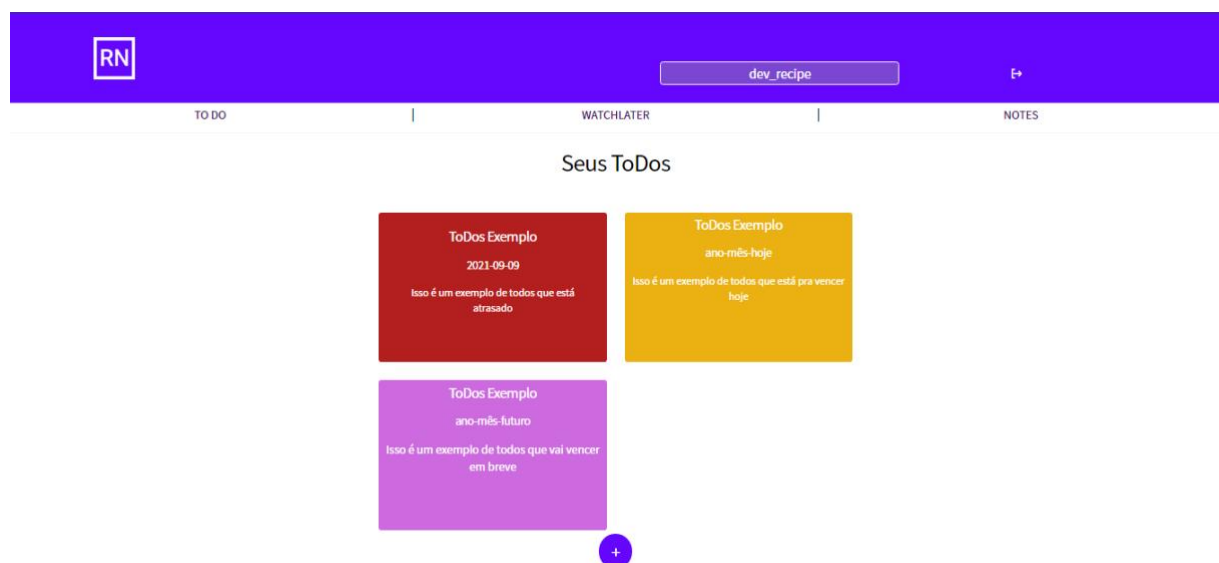 RN
dev_recipe
TO DO | WATCHLATER | NOTES
Seus ToDos
ToDos Exemplo
2021-09-09
Isso é um exemplo de todos que está
atrasado
ToDos Exemplo
ano-mês-hoje
Isso é um exemplo de todos que está pra vencer
hoje
ToDos Exemplo
ano-mês-futuro
Isso é um exemplo de todos que vai vencer
em breve
+